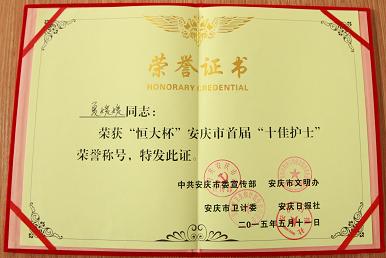 荣誉证书
HONORARY CREDENTIAL
同志：
荣获“恒大杯”安庆市首届“十佳护士”
荣誉称号，特发此证。
中共安庆市委宣传部 安庆市文明办
安庆市卫计委 安庆日报社
二〇一五年五月十二日